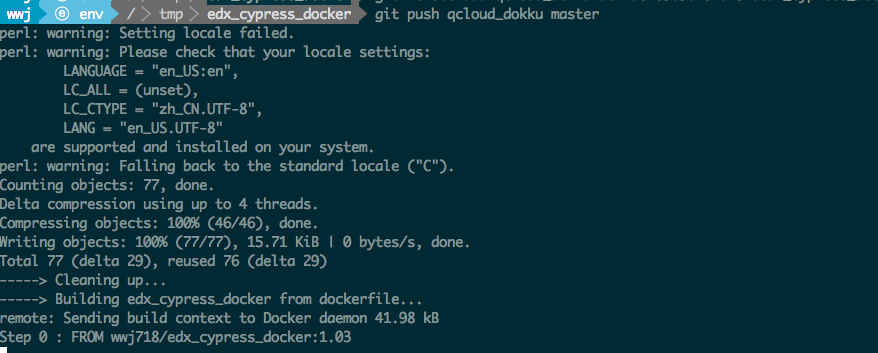 wwj ⓔ env / tmp edx_cypress_docker git push qcloud_dokku master
perl: warning: Setting locale failed.
perl: warning: Please check that your locale settings:
LANGUAGE = "en_US:en",
LC_ALL = (unset),
LC_CTYPE = "zh_CN.UTF-8",
LANG = "en_US.UTF-8"
are supported and installed on your system.
perl: warning: Falling back to the standard locale ("C").
Counting objects: 77, done.
Delta compression using up to 4 threads.
Compressing objects: 100% (46/46), done.
Writing objects: 100% (77/77), 15.71 KiB | 0 bytes/s, done.
Total 77 (delta 29), reused 76 (delta 29)
-----> Cleaning up...
-----> Building edx_cypress_docker from dockerfile...
remote: Sending build context to Docker daemon 41.98 kB
Step 0 : FROM wwj718/edx_cypress_docker:1.03